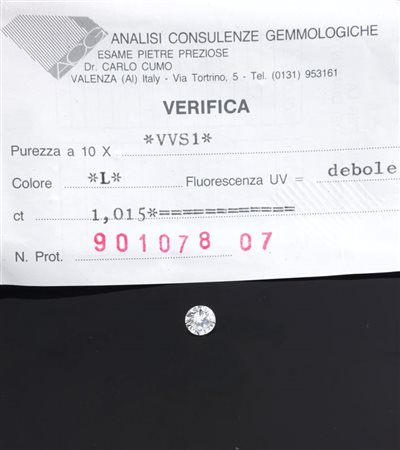 ANALISI CONSULENZE GEMMOLOGICHE
ESAME PIETRE PREZIOSE
Dr. CARLO CUMO
VALENZA (Al) Italy - Via Tortrino, 5 - Tel. (0131) 953161
VERIFICA
Purezza a 10 X *VVS1*
Colore *L* Fluorescenza UV = debole
ct 1,015*============
N. Prot. 901078 07